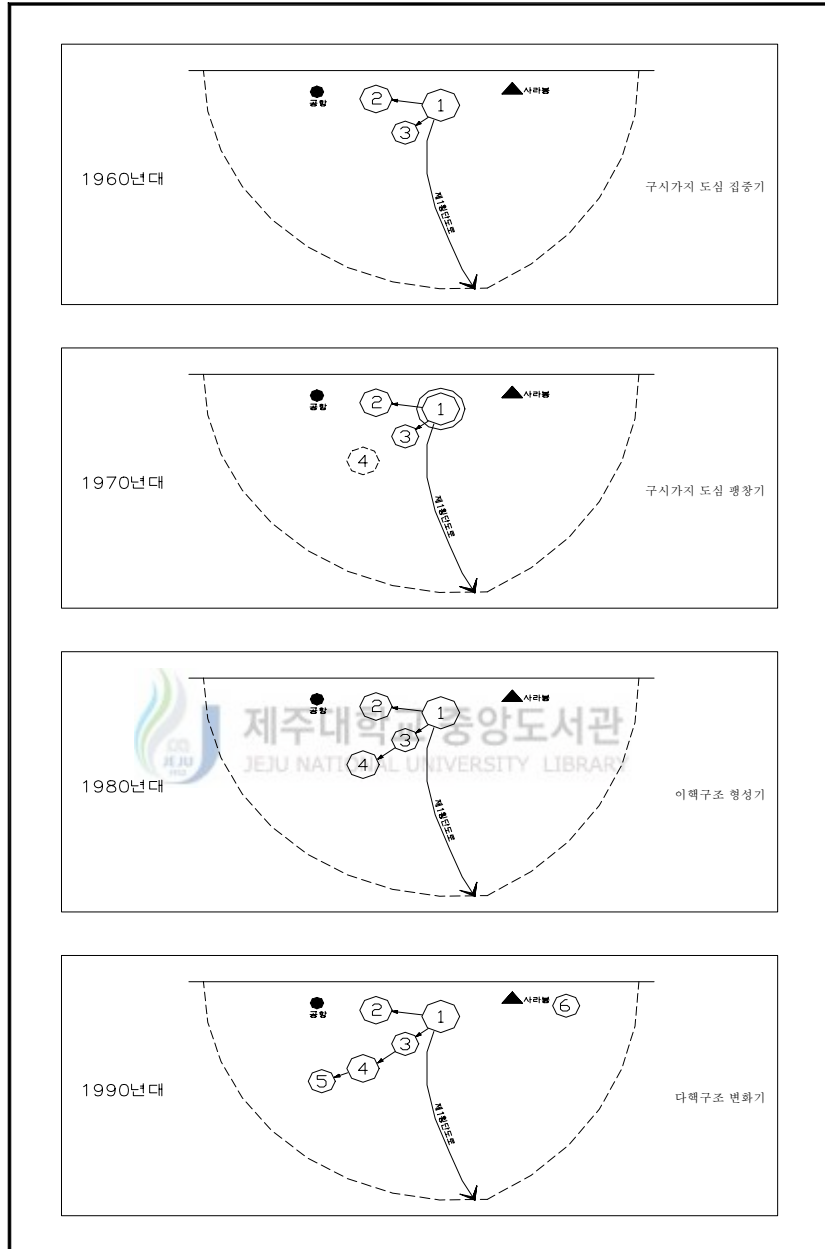 2
1
사라봉
공항
3
1960년대
구시가지 도심 집중기
제1횡단도로
2
1
사라봉
공항
3
4
1970년대
구시가지 도심 팽창기
제1횡단도로
2
1
사라봉
공항
3
4
제주대학교 중앙도서관
JEJU NATIONAL UNIVERSITY LIBRARY
JEJU
1952
1980년대
이핵구조 형성기
제1횡단도로
2
1
사라봉
6
공항
3
4
5
1990년대
다핵구조 변화기
제1횡단도로